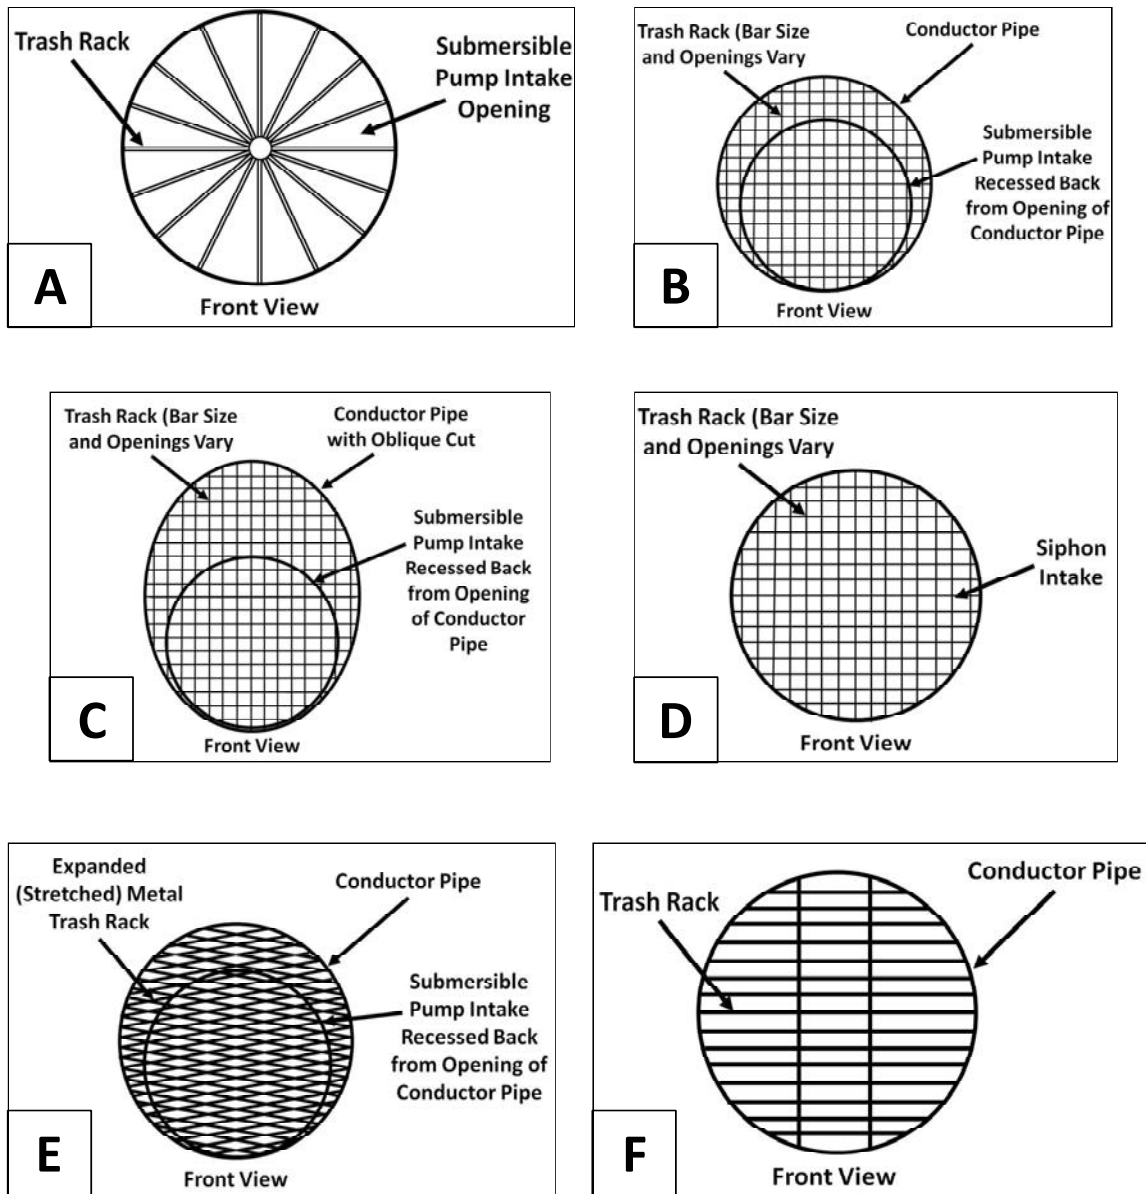 Trash Rack
Submersible
Pump Intake
Opening
A
Front View
Trash Rack (Bar Size
and Openings Vary
Conductor Pipe
Submersible
Pump Intake
Recessed Back
from Opening of
Conductor Pipe
B
Front View
Trash Rack (Bar Size
and Openings Vary
Conductor Pipe
with Oblique Cut
Submersible
Pump Intake
Recessed Back
from Opening
of Conductor
Pipe
C
Front View
Trash Rack (Bar Size
and Openings Vary
Siphon
Intake
D
Front View
Expanded
(Stretched) Metal
Trash Rack
Conductor Pipe
Submersible
Pump Intake
Recessed Back
from Opening of
Conductor Pipe
E
Front View
Trash Rack
Conductor Pipe
F
Front View